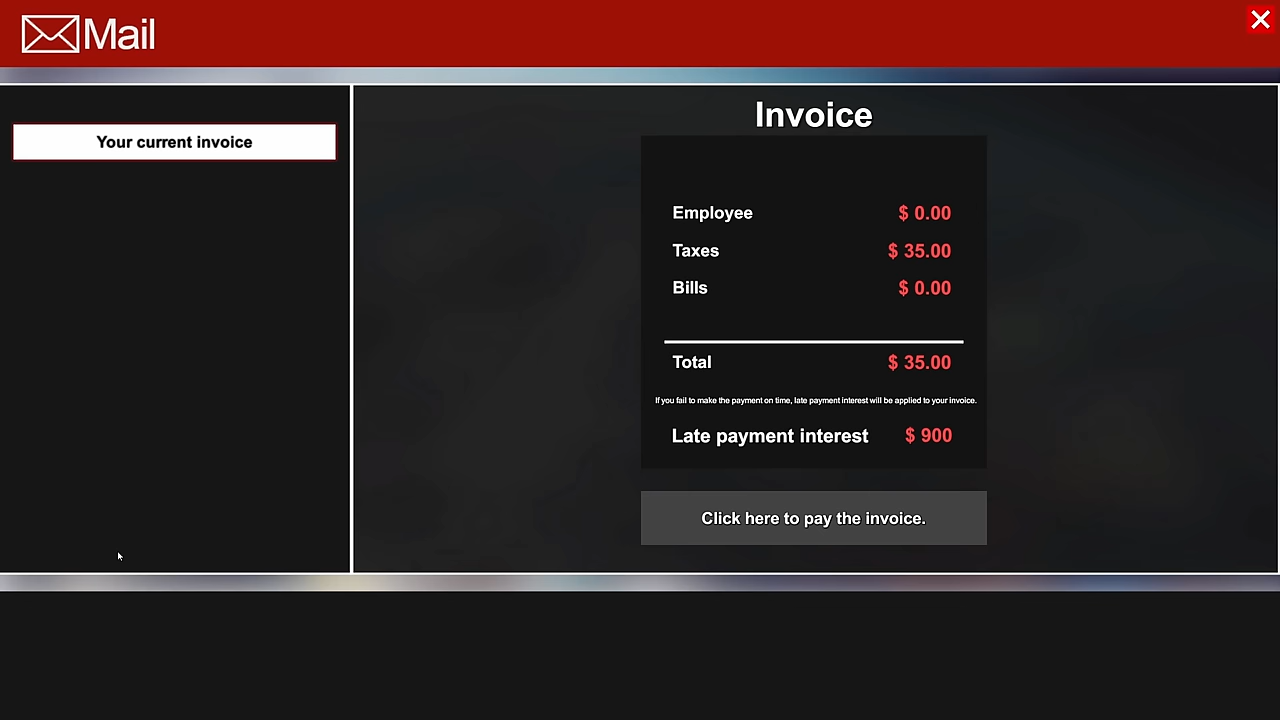 Mail
Your current invoice
Invoice
Employee $ 0.00
Taxes $ 35.00
Bills $ 0.00
Total $ 35.00
If you fail to make the payment on time, late payment interest will be applied to your invoice.
Late payment interest $ 900
Click here to pay the invoice.